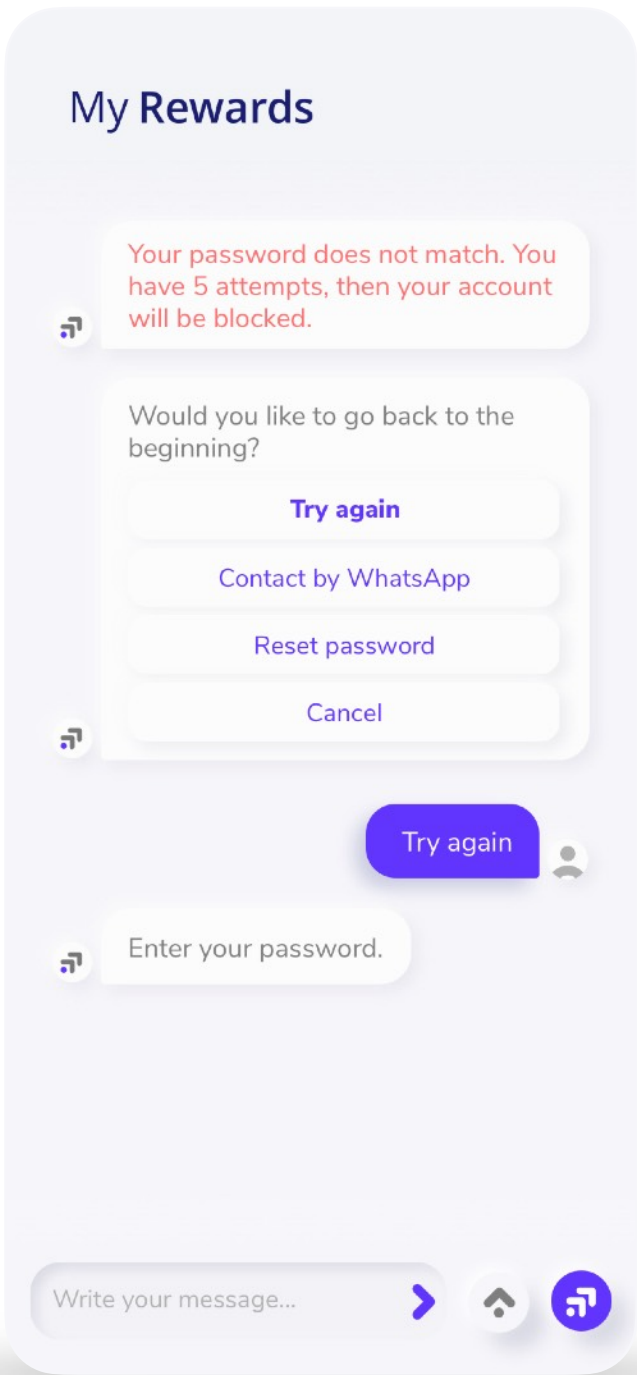 My Rewards
Your password does not match. You
have 5 attempts, then your account
will be blocked.
Would you like to go back to the
beginning?
Try again
Contact by WhatsApp
Reset password
Cancel
Try again
Enter your password.
Write your message...